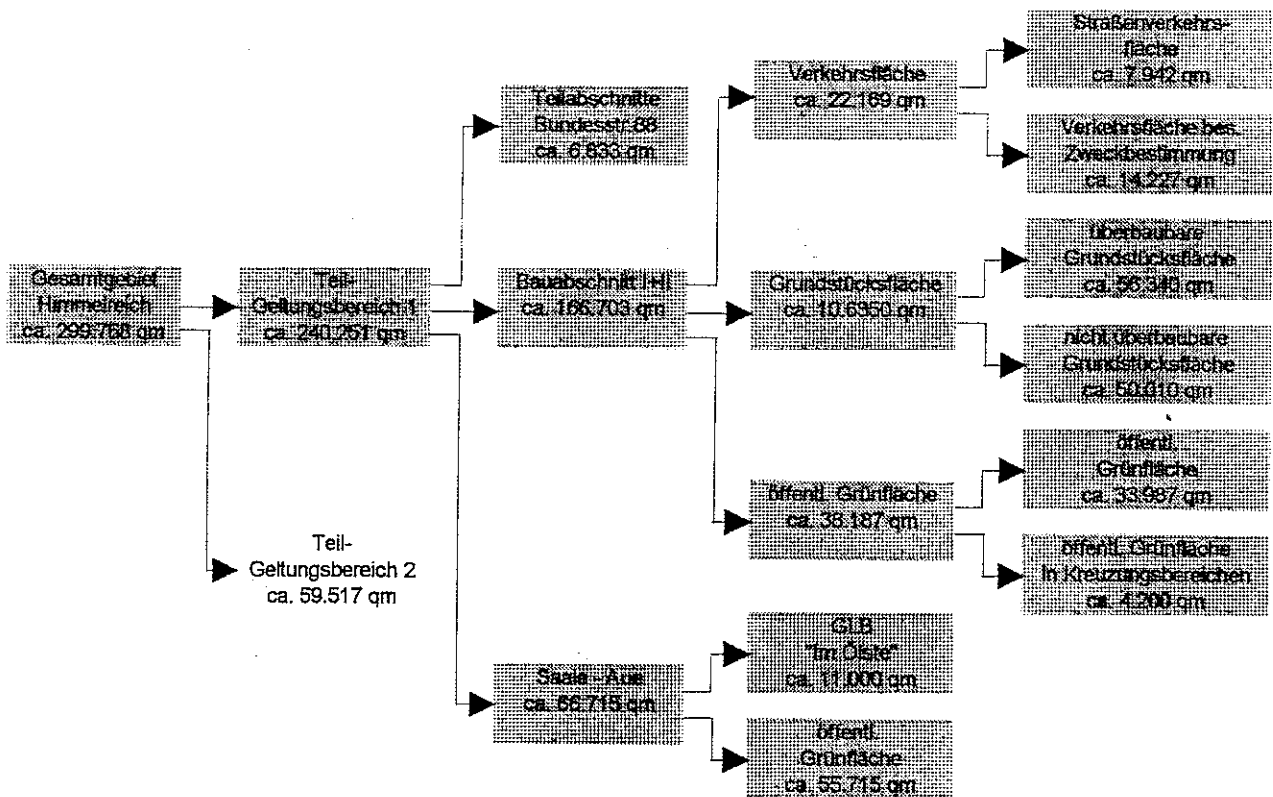 Gesamtgebiet
Himmelreich
ca. 299.768 qm
Teil-
Geltungsbereich 1
ca. 240.251 qm
Teil-
Geltungsbereich 2
ca. 59.517 qm
Teilabschnitte
Bundesstr.88
ca. 6.833 qm
Bauabschnitt I+II
ca. 166.703 qm
Saale - Aue
ca. 66.715 qm
Verkehrsfläche
ca. 22.169 qm
Grundstücksfläche
ca. 10.6350 qm
öffentl. Grünfläche
ca. 38.187 qm
GLB
"Im Ölste"
ca. 11.000 qm
öffentl.
Grünfläche
ca. 55.715 qm
Straßenverkehrs-
fläche
ca. 7.942 qm
Verkehrsfläche bes.
Zweckbestimmung
ca. 14.227 qm
überbaubare
Grundstücksfläche
ca. 56.340 qm
nicht überbaubare
Grundstücksfläche
ca. 50.010 qm
öffentl.
Grünfläche
ca. 33.987 qm
öffentl. Grünfläche
in Kreuzungsbereichen
ca. 4.200 qm